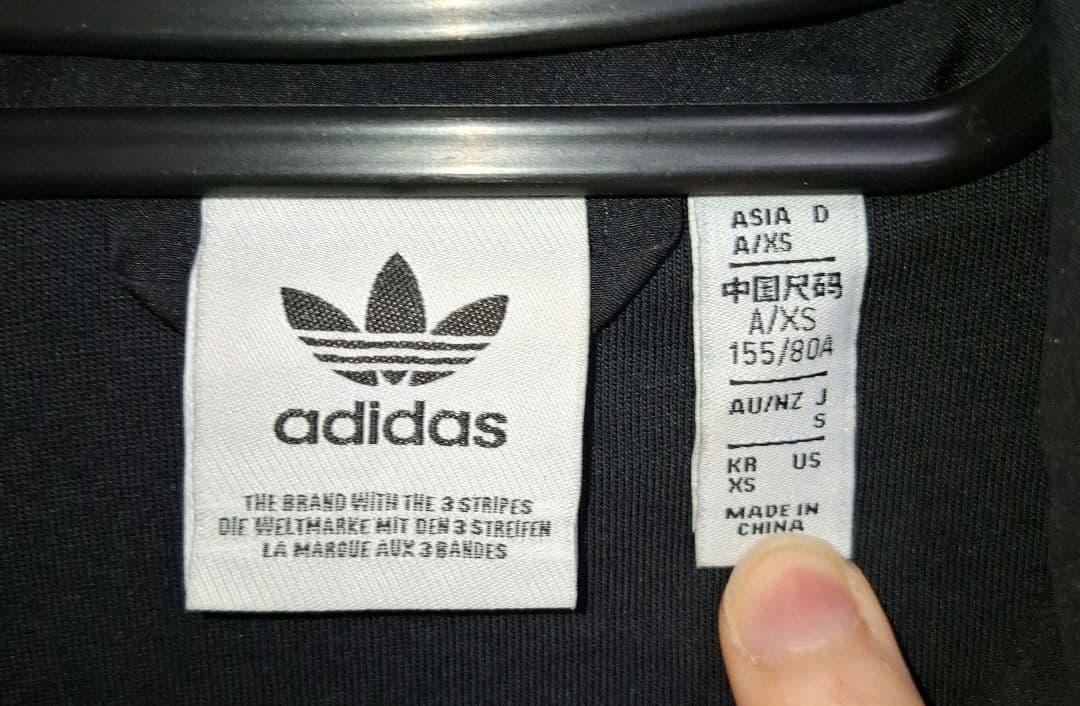 adidas
THE BRAND WITH THE 3 STRIPES
DIE WELTMARKE MIT DEN 3 STREIFEN
LA MARQUE AUX 3 BANDES
ASIA D
A/XS
中国尺码
A/XS
155/80A
AU/NZ J
S
KR US
XS
MADE IN
CHINA